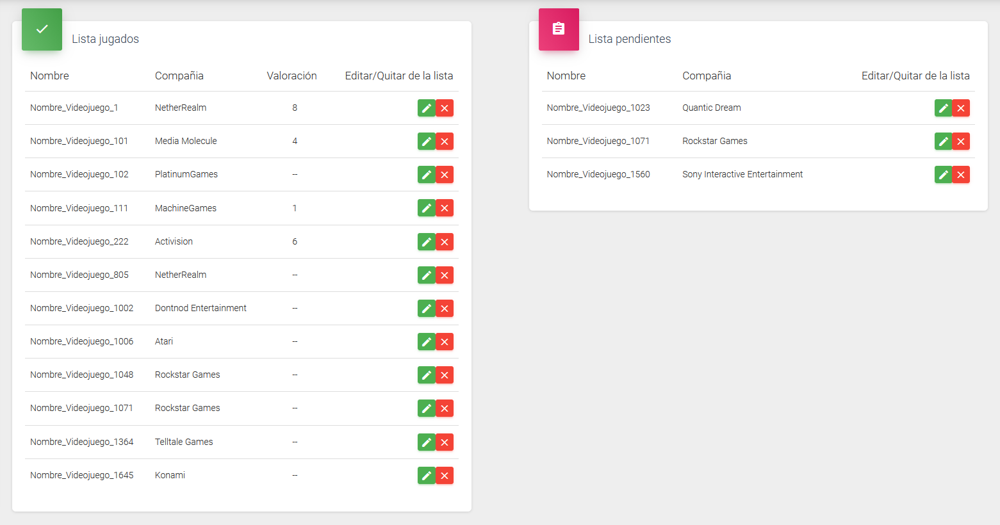 Lista jugados
Nombre Compañia Valoración Editar/Quitar de la lista
Nombre_Videojuego_1 NetherRealm 8
Nombre_Videojuego_101 Media Molecule 4
Nombre_Videojuego_102 PlatinumGames --
Nombre_Videojuego_111 MachineGames 1
Nombre_Videojuego_222 Activision 6
Nombre_Videojuego_805 NetherRealm --
Nombre_Videojuego_1002 Dontnod Entertainment --
Nombre_Videojuego_1006 Atari --
Nombre_Videojuego_1048 Rockstar Games --
Nombre_Videojuego_1071 Rockstar Games --
Nombre_Videojuego_1364 Telltale Games --
Nombre_Videojuego_1645 Konami --
Lista pendientes
Nombre Compañia Editar/Quitar de la lista
Nombre_Videojuego_1023 Quantic Dream
Nombre_Videojuego_1071 Rockstar Games
Nombre_Videojuego_1560 Sony Interactive Entertainment